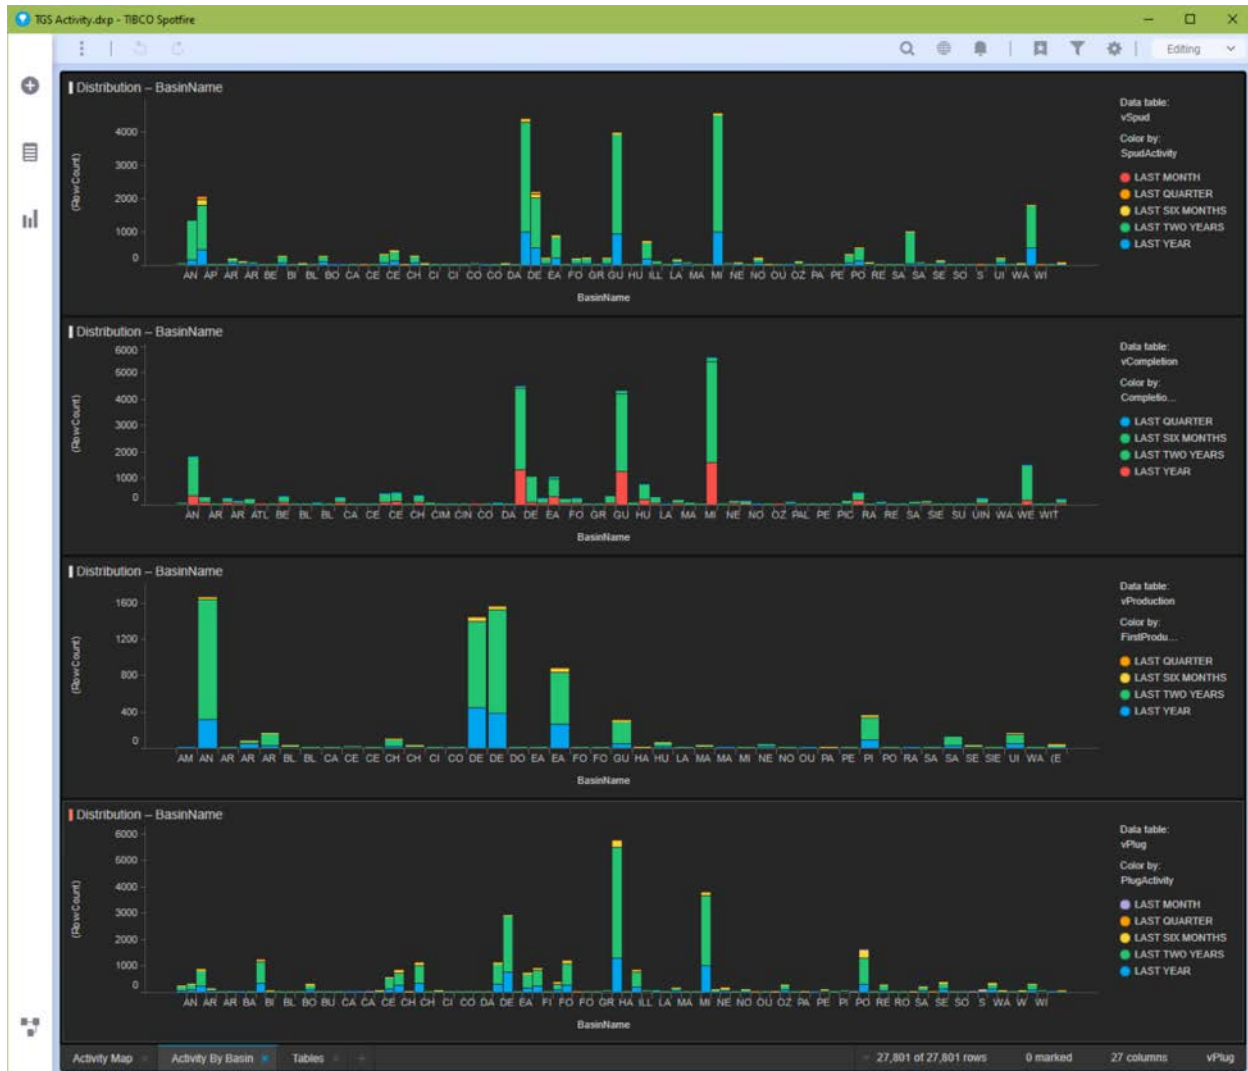 TGS Activity.dxp - TIBCO Spotfire
Editing
Distribution – BasinName
4000
3000
2000
1000
0
(RowCount)
AN AP AR AR BE BI BL BO CA CE CE CH CI CI CO CO DA DE EA FO GR GU HU ILL LA MA MI NE NO OU OZ PA PE PO RE SA SA SE SO S UI WA WI
BasinName
Data table:
vSpud
Color by:
SpudActivity
LAST MONTH
LAST QUARTER
LAST SIX MONTHS
LAST TWO YEARS
LAST YEAR
Distribution – BasinName
6000
5000
4000
3000
2000
1000
0
(RowCount)
AN AR AR ATL BE BL BL CA CE CE CH CIM CIN CO DA DE EA FO GR GU HU LA MA MI NE NO OZ PAL PE PIC RA RE SA SIE SU UIN WA WE WIT
BasinName
Data table:
vCompletion
Color by:
Completio...
LAST QUARTER
LAST SIX MONTHS
LAST TWO YEARS
LAST YEAR
Distribution – BasinName
1600
1200
800
400
0
(RowCount)
AM AN AR AR AR BL BL CA CE CE CH CH CI CO DE DE DO EA EA FO FO GU HA HU LA MA MA MI NE NO OU PA PE PI PO RA SA SA SE SIE UI WA (E
BasinName
Data table:
vProduction
Color by:
FirstProdu...
LAST QUARTER
LAST SIX MONTHS
LAST TWO YEARS
LAST YEAR
Distribution – BasinName
6000
5000
4000
3000
2000
1000
0
(RowCount)
AN AR AR BA BI BL BO BU CA CA CE CH CH CI CO DA DE EA FI FO FO GR HA ILL LA MA MI NE NO OU OZ PA PE PI PO RE RO SA SE SO S WA W WI
BasinName
Data table:
vPlug
Color by:
PlugActivity
LAST MONTH
LAST QUARTER
LAST SIX MONTHS
LAST TWO YEARS
LAST YEAR
Activity Map
Activity By Basin
Tables
27,801 of 27,801 rows
0 marked
27 columns
vPlug